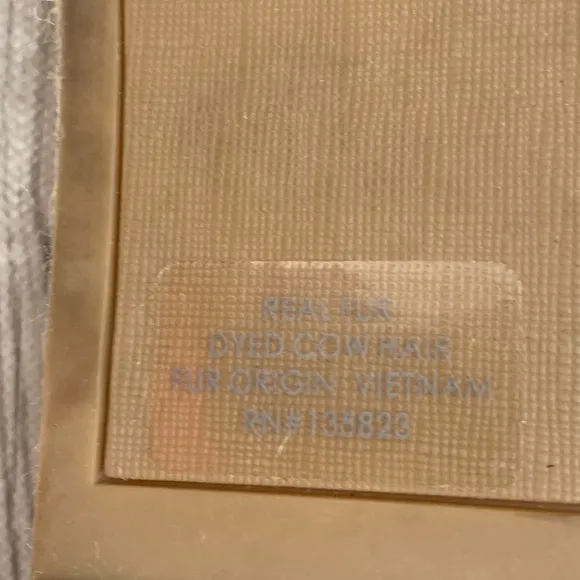 REAL FUR
DYED COW HAIR
FUR ORIGIN: VIETNAM
RN#135823